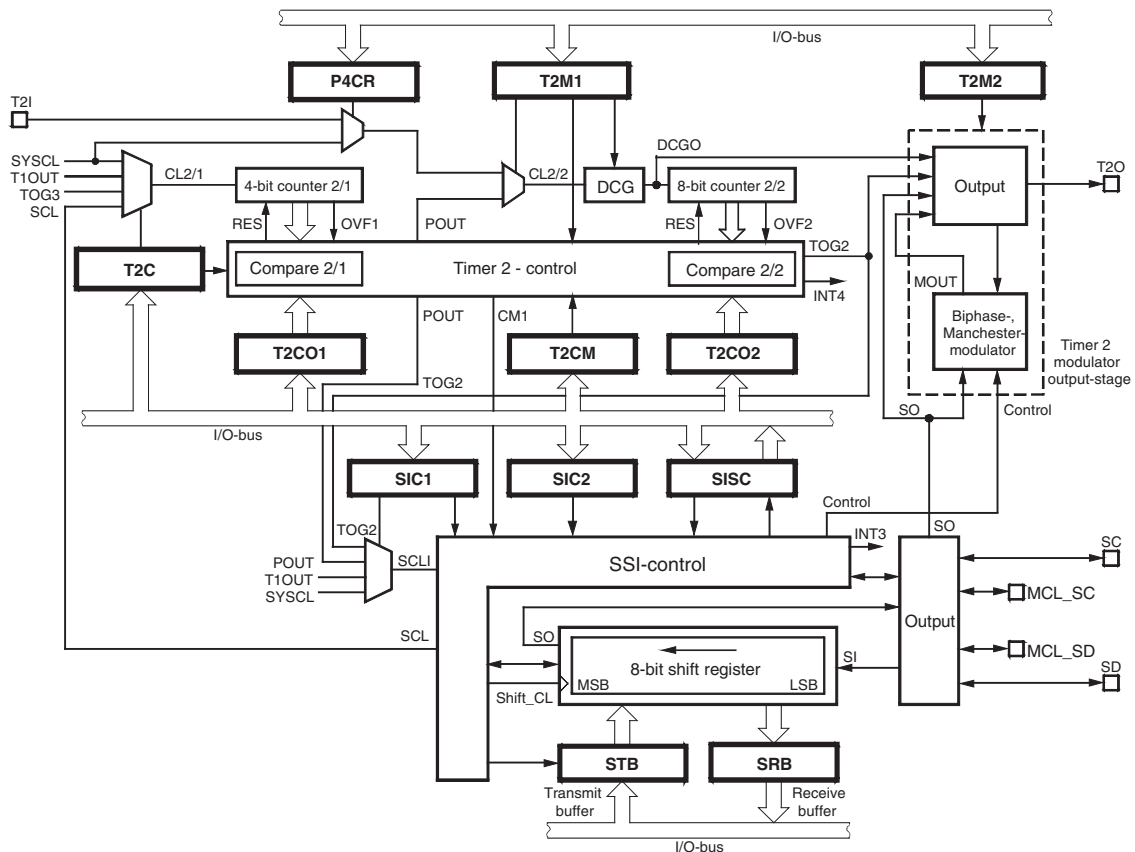 I/O-bus
P4CR
T2M1
T2M2
T2I
SYSCL
T1OUT
TOG3
SCL
CL2/1
4-bit counter 2/1
RES
OVF1
POUT
CL2/2
DCG
DCGO
8-bit counter 2/2
RES
OVF2
TOG2
Output
T2O
T2C
Compare 2/1
Timer 2 - control
Compare 2/2
INT4
MOUT
Biphase-,
Manchester-
modulator
Timer 2
modulator
output-stage
POUT
CM1
T2CO1
T2CM
T2CO2
TOG2
I/O-bus
SO
Control
SIC1
SIC2
SISC
Control
TOG2
POUT
T1OUT
SYSCL
SCLI
SSI-control
INT3
SO
SC
MCL_SC
Output
MCL_SD
SD
SCL
SO
8-bit shift register
MSB
LSB
SI
Shift_CL
STB
SRB
Transmit
buffer
Receive
buffer
I/O-bus